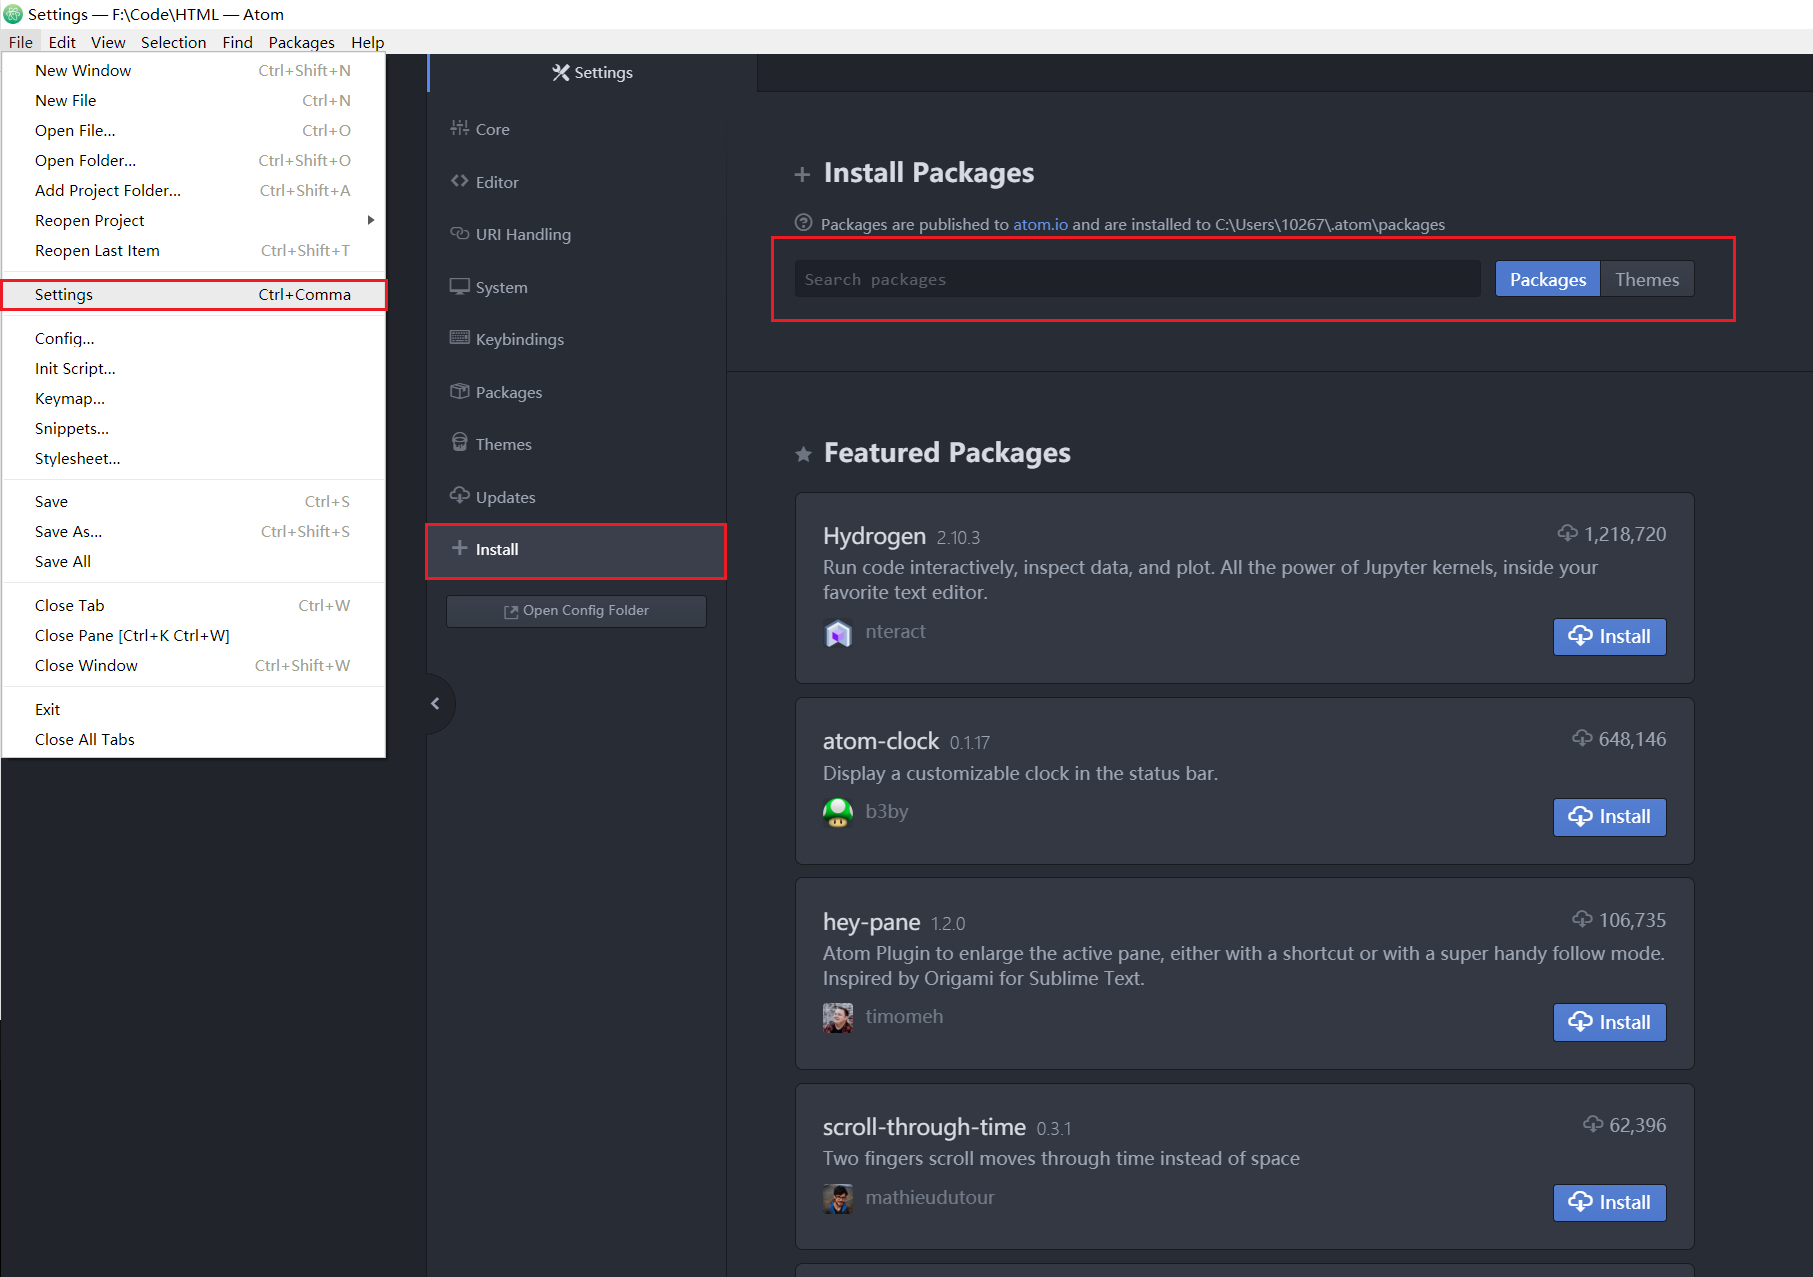 Settings — F:\Code\HTML — Atom
File Edit View Selection Find Packages Help
New Window Ctrl+Shift+N
New File Ctrl+N
Open File... Ctrl+O
Open Folder... Ctrl+Shift+O
Add Project Folder... Ctrl+Shift+A
Reopen Project
Reopen Last Item Ctrl+Shift+T
Settings Ctrl+Comma
Config...
Init Script...
Keymap...
Snippets...
Stylesheet...
Save Ctrl+S
Save As... Ctrl+Shift+S
Save All
Close Tab Ctrl+W
Close Pane [Ctrl+K Ctrl+W]
Close Window Ctrl+Shift+W
Exit
Close All Tabs
Settings
Core
Editor
URI Handling
System
Keybindings
Packages
Themes
Updates
Install
Open Config Folder
Install Packages
Packages are published to atom.io and are installed to C:\Users\10267\.atom\packages
Search packages
Packages Themes
Featured Packages
Hydrogen 2.10.3 1,218,720
Run code interactively, inspect data, and plot. All the power of Jupyter kernels, inside your
favorite text editor.
nteract
Install
atom-clock 0.1.17 648,146
Display a customizable clock in the status bar.
b3by
Install
hey-pane 1.2.0 106,735
Atom Plugin to enlarge the active pane, either with a shortcut or with a super handy follow mode.
Inspired by Origami for Sublime Text.
timomeh
Install
scroll-through-time 0.3.1 62,396
Two fingers scroll moves through time instead of space
mathieudutour
Install